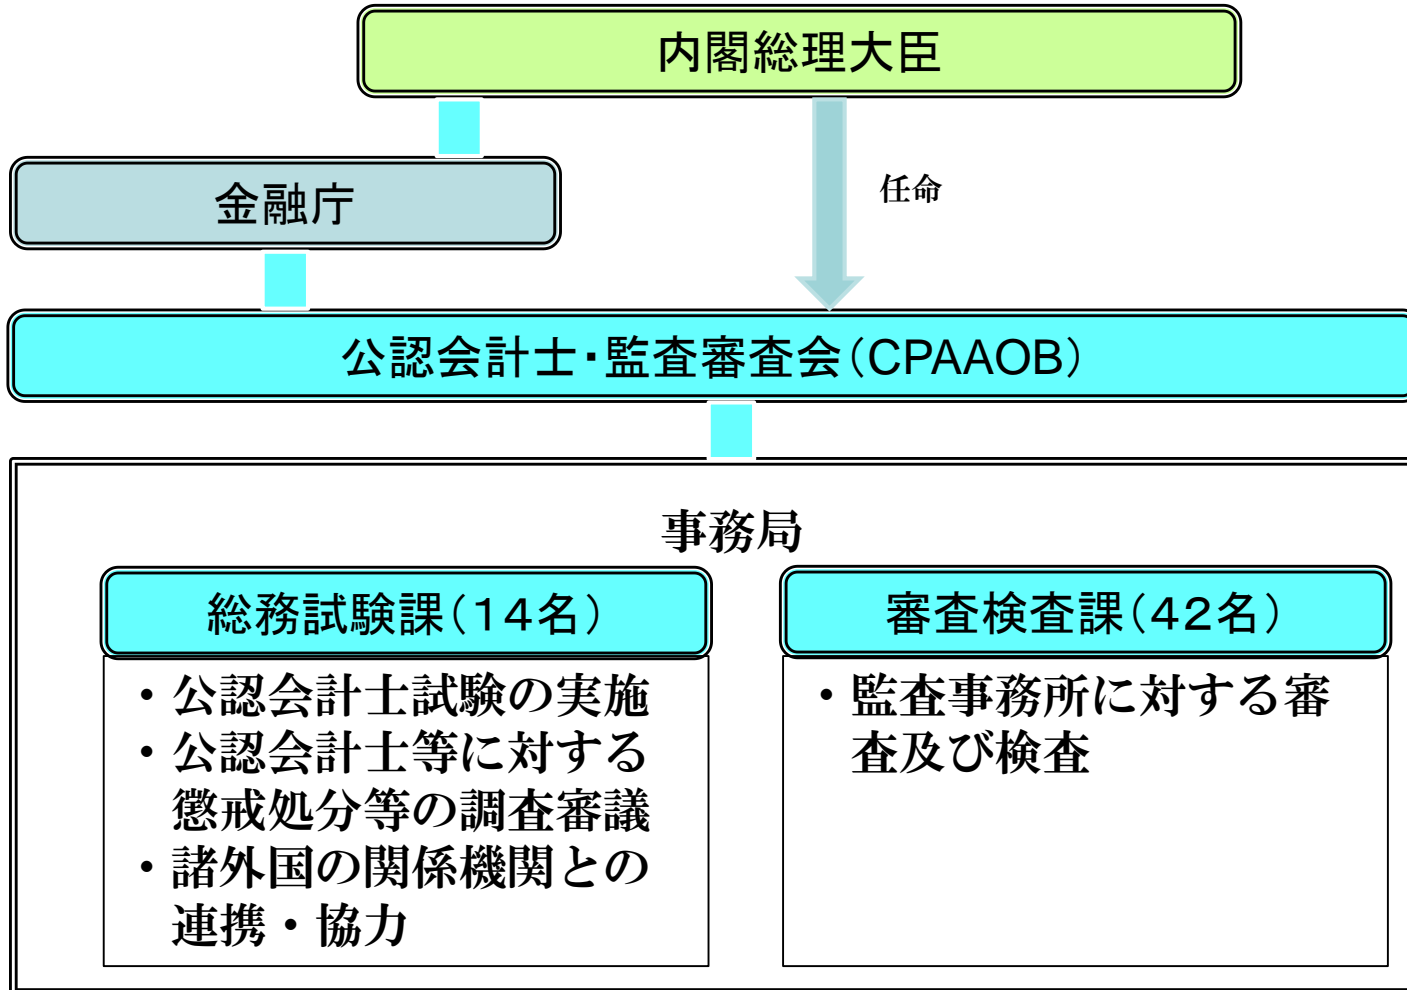 内閣総理大臣
金融庁
任命
公認会計士・監査審査会(CPAAOB)
事務局
総務試験課(14名)
・公認会計士試験の実施
・公認会計士等に対する
懲戒処分等の調査審議
・諸外国の関係機関との
連携・協力
審査検査課(42名)
・監査事務所に対する審
査及び検査